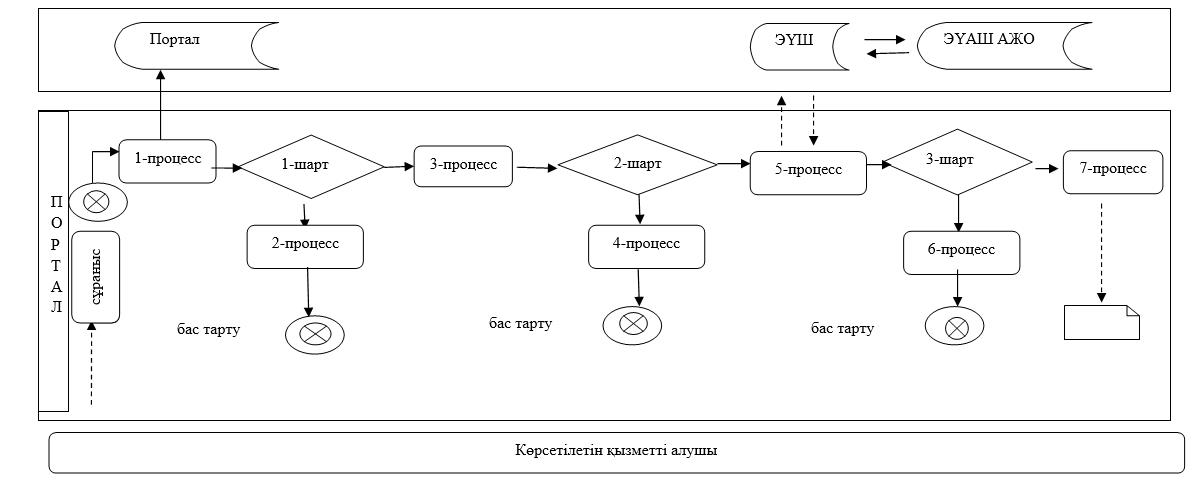 Портал
ЭҮШ
ЭҮАШ АЖО
ПОРТАЛ
1-процесс
1-шарт
3-процесс
2-шарт
5-процесс
3-шарт
7-процесс
сұраныс
2-процесс
4-процесс
6-процесс
бас тарту
бас тарту
бас тарту
Көрсетілетін қызметті алушы